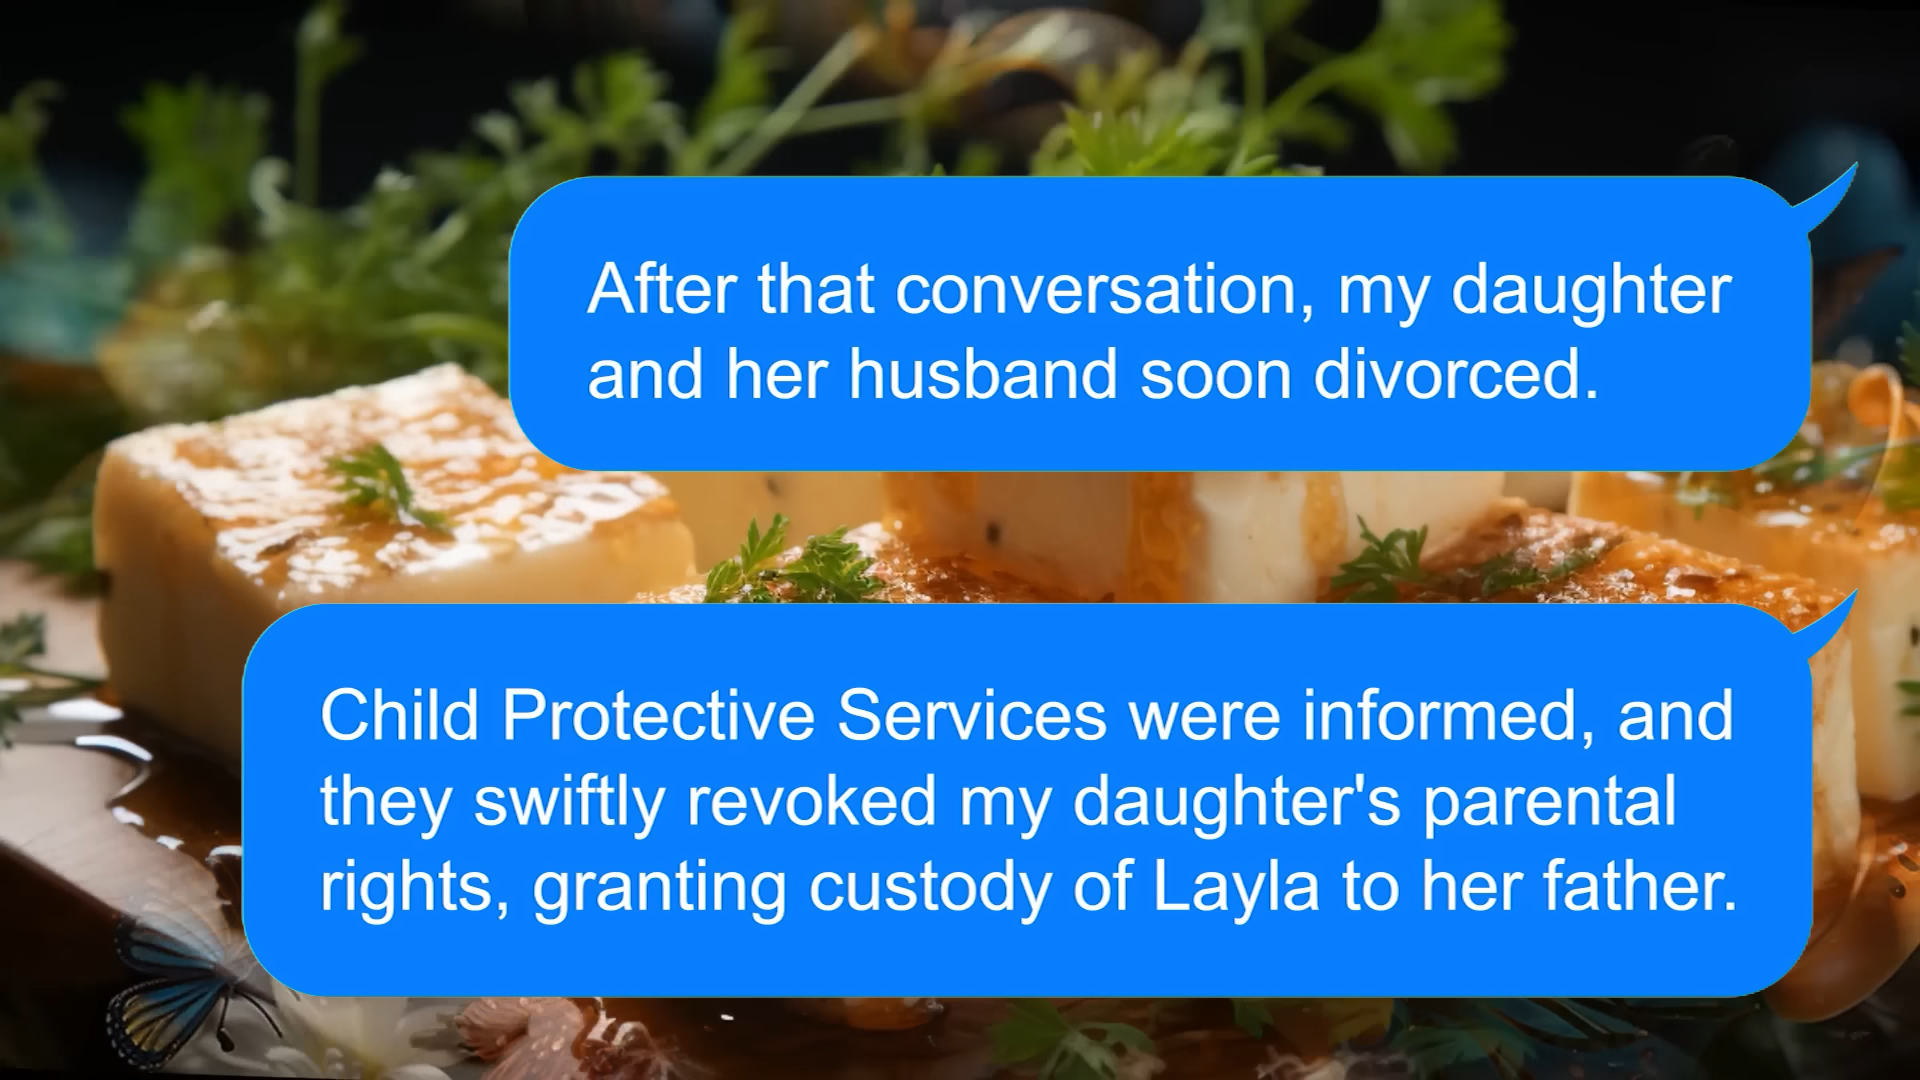 After that conversation, my daughter
and her husband soon divorced.
Child Protective Services were informed, and
they swiftly revoked my daughter's parental
rights, granting custody of Layla to her father.